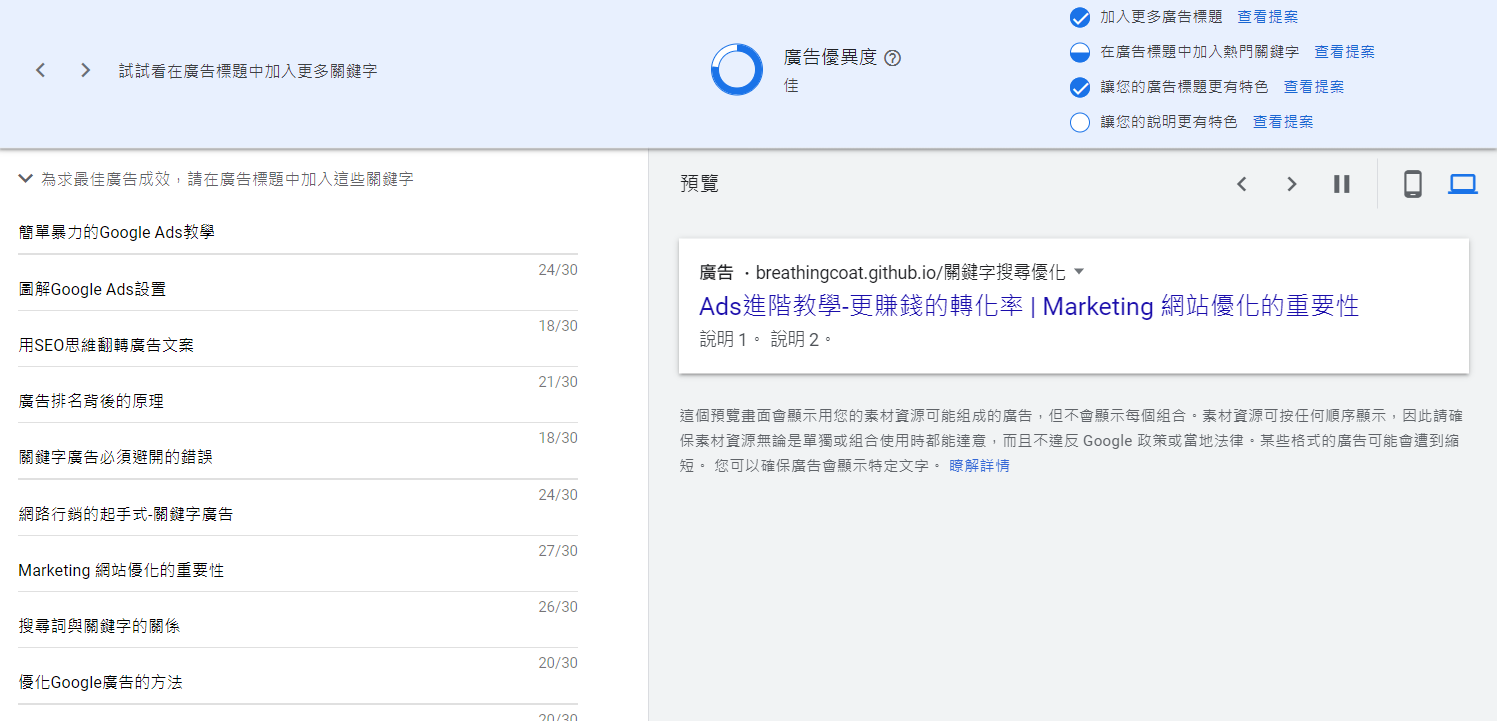 加入更多廣告標題 查看提案
在廣告標題中加入熱門關鍵字 查看提案
試試看在廣告標題中加入更多關鍵字
廣告優異度
佳
讓您的廣告標題更有特色 查看提案
讓您的說明更有特色 查看提案
為求最佳廣告成效，請在廣告標題中加入這些關鍵字
簡單暴力的Google Ads教學
24/30
圖解Google Ads設置
18/30
用SEO思維翻轉廣告文案
21/30
廣告排名背後的原理
18/30
關鍵字廣告必須避開的錯誤
24/30
網路行銷的起手式-關鍵字廣告
27/30
Marketing 網站優化的重要性
26/30
搜尋詞與關鍵字的關係
20/30
優化Google廣告的方法
20/30
預覽
廣告 · breathingcoat.github.io/關鍵字搜尋優化
Ads進階教學-更賺錢的轉化率 | Marketing 網站優化的重要性
說明 1。 說明 2。
這個預覽畫面會顯示用您的素材資源可能組成的廣告，但不會顯示每個組合。素材資源可按任何順序顯示，因此請確
保素材資源無論是單獨或組合使用時都能達意，而且不違反 Google 政策或當地法律。某些格式的廣告可能會遭到縮
短。 您可以確保廣告會顯示特定文字。 瞭解詳情